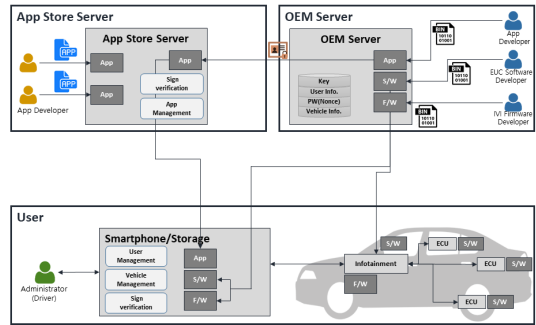 App Store Server
App Store Server
App
App
App
APP
APP
App Developer
Sign
verification
App
Management
OEM Server
OEM Server
App
S/W
F/W
Key
User Info.
PW(Nonce)
Vehicle Info.
BIN
10110
01001
BIN
10110
01001
BIN
10110
01001
App
Developer
EUC Software
Developer
IVI Firmware
Developer
User
Administrator
(Driver)
Smartphone/Storage
User
Management
Vehicle
Management
Sign
verification
App
S/W
F/W
Infotainment
S/W
F/W
ECU
S/W
ECU
S/W
ECU
S/W